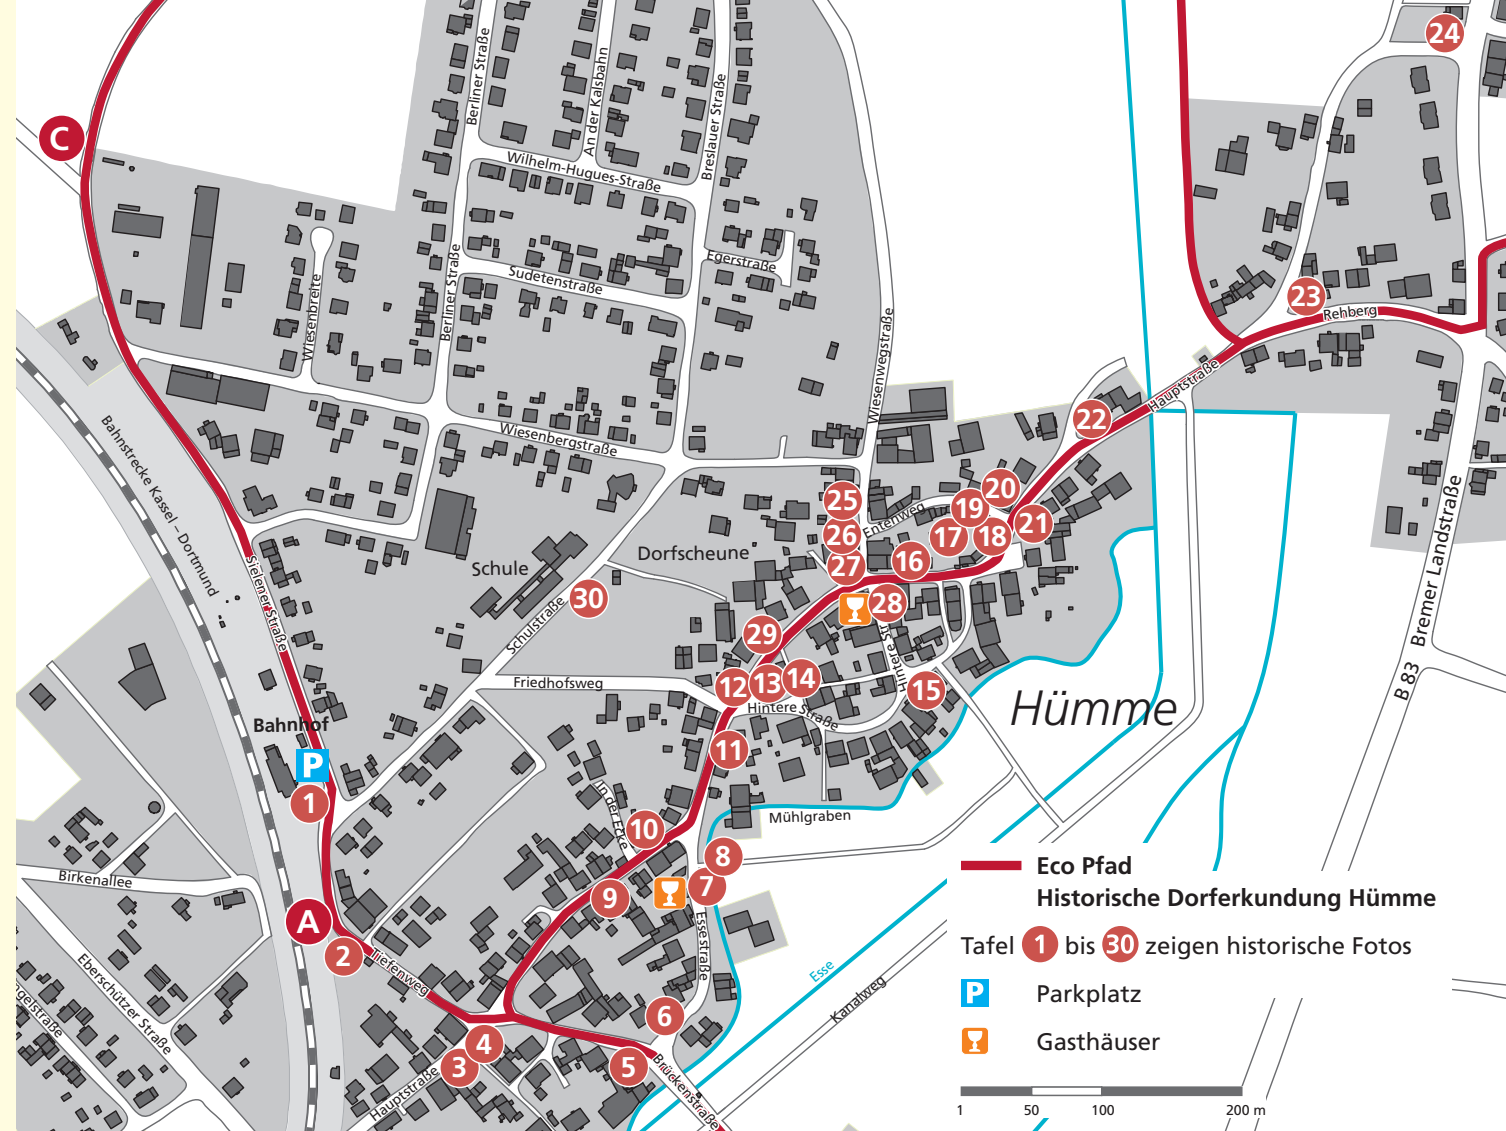 24
C
Berliner Straße
An der Kalsbahn
Breslauer Straße
Wilhelm-Hugues-Straße
Berliner Straße
Sudetenstraße
Egerstraße
Wiesenbreite
Wiesenwegstraße
23
Rehberg
Hauptstraße
22
Wiesenbergstraße
Bahnstrecke Kassel – Dortmund
Sielener Straße
Bremer Landstraße
B 83
25
26
27
Entenweg
20
19
21
17
18
16
Dorfscheune
Schule
30
Schulstraße
28
29
Hintere Str
12
13
14
15
Friedhofsweg
Hintere Straße
Hümme
Bahnhof
P
1
11
In der Ecke
10
Mühlgraben
8
7
9
Birkenallee
A
2
Tiefenweg
Essestraße
Esse
Kanalweg
Eberschützer Straße
gelstraße
6
4
3
5
Hauptstraße
Brückenstraße
Eco Pfad
Historische Dorferkundung Hümme
Tafel 1 bis 30 zeigen historische Fotos
P Parkplatz
Gasthäuser
1 50 100 200 m